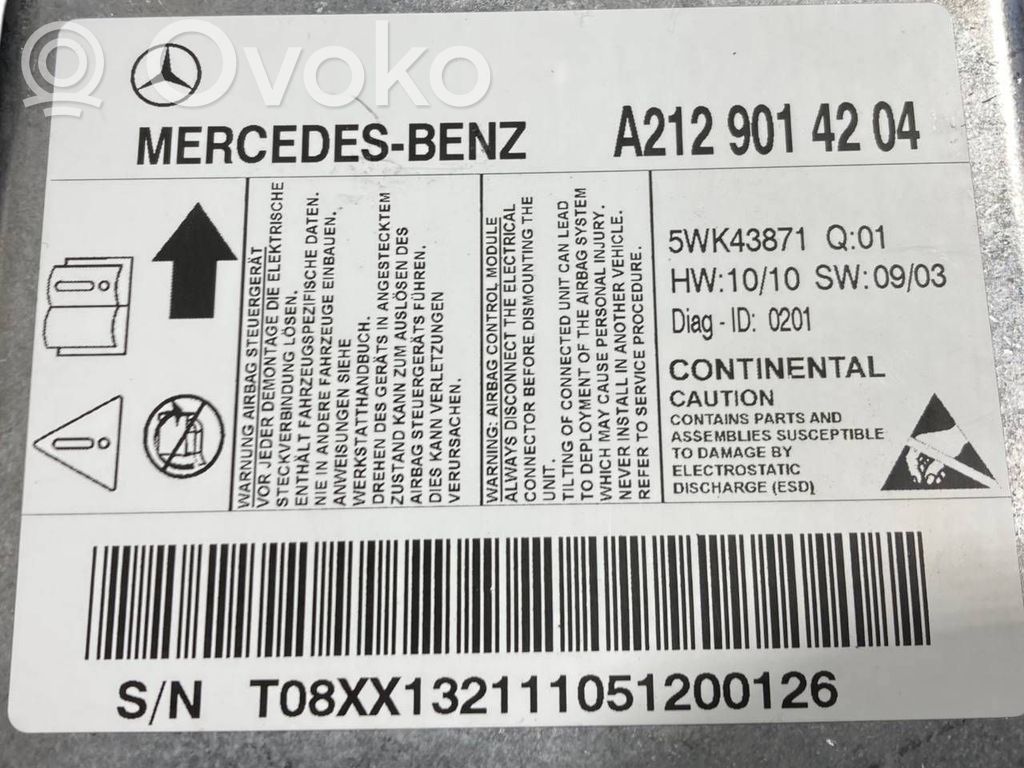 Ovoko
MERCEDES-BENZ
A212 901 42 04
WARNUNG AIRBAG STEUERGERÄT
VOR JEDER DEMONTAGE DIE ELEKTRISCHE
STECKVERBINDUNG LÖSEN.
ENTHÄLT FAHRZEUGSPEZIFISCHE DATEN.
NIE IN ANDERE FAHRZEUGE EINBAUEN.
ANWEISUNGEN SIEHE
WERKSTATTHANDBUCH.
DREHEN DES GERÄTS IN ANGESTECKTEM
ZUSTAND KANN ZUM AUSLÖSEN DES
AIRBAG STEUERGERÄTS FÜHREN.
DIES KANN VERLETZUNGEN
VERURSACHEN.
WARNING: AIRBAG CONTROL MODULE
ALWAYS DISCONNECT THE ELECTRICAL
CONNECTOR BEFORE DISMOUNTING THE
UNIT.
TILTING OF CONNECTED UNIT CAN LEAD
TO DEPLOYMENT OF THE AIRBAG SYSTEM
WHICH MAY CAUSE PERSONAL INJURY.
NEVER INSTALL IN ANOTHER VEHICLE.
REFER TO SERVICE PROCEDURE.
5WK43871 Q:01
HW:10/10 SW:09/03
Diag - ID: 0201
CONTINENTAL
CAUTION
CONTAINS PARTS AND
ASSEMBLIES SUSCEPTIBLE
TO DAMAGE BY
ELECTROSTATIC
DISCHARGE (ESD)
S/N T08XX132111051200126